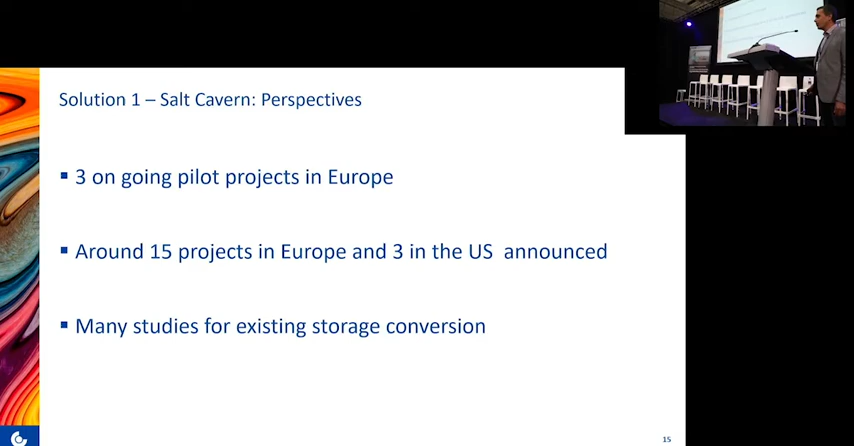 Solution 1 – Salt Cavern: Perspectives
▪ 3 on going pilot projects in Europe
▪ Around 15 projects in Europe and 3 in the US  announced
▪ Many studies for existing storage conversion
15